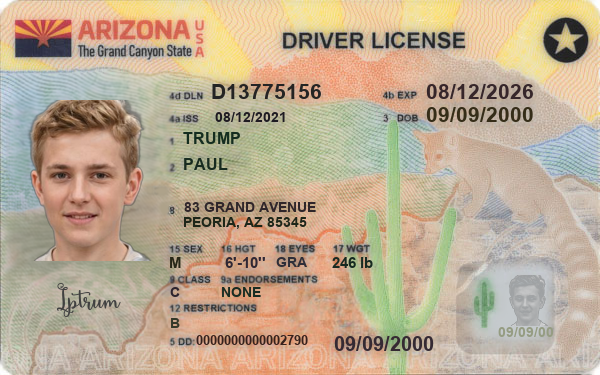 ARIZONA USA
The Grand Canyon State
DRIVER LICENSE
4d DLN D13775156 4b EXP 08/12/2026
4a ISS 08/12/2021 3 DOB 09/09/2000
1 TRUMP
2 PAUL
8 83 GRAND AVENUE
PEORIA, AZ 85345
15 SEX 16 HGT 18 EYES 17 WGT
M 6'-10" GRA 246 lb
9 CLASS 9a ENDORSEMENTS
C NONE
12 RESTRICTIONS
B
5 DD: 0000000000002790
Iptrum
09/09/2000
09/09/00
ONA ARIZONA ARIZONA ARIZONA ARIZON